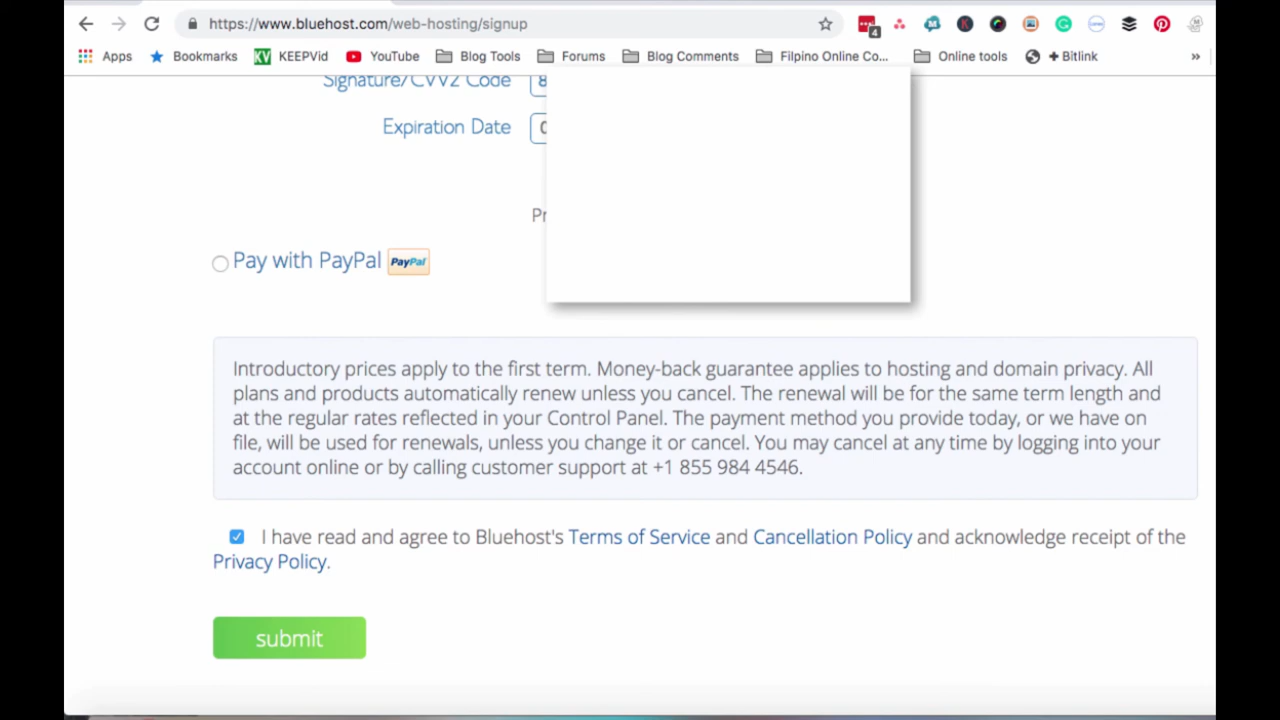 https://www.bluehost.com/web-hosting/signup
4
Apps Bookmarks KV KEEPVid YouTube Blog Tools Forums Blog Comments Filpino Online Co... Online tools + Bitlink »
Signature/CVV2 Code 8
Expiration Date 0
Pr
Pay with PayPal PayPal
Introductory prices apply to the first term. Money-back guarantee applies to hosting and domain privacy. All
plans and products automatically renew unless you cancel. The renewal will be for the same term length and
at the regular rates reflected in your Control Panel. The payment method you provide today, or we have on
file, will be used for renewals, unless you change it or cancel. You may cancel at any time by logging into your
account online or by calling customer support at +1 855 984 4546.
I have read and agree to Bluehost's Terms of Service and Cancellation Policy and acknowledge receipt of the
Privacy Policy.
submit